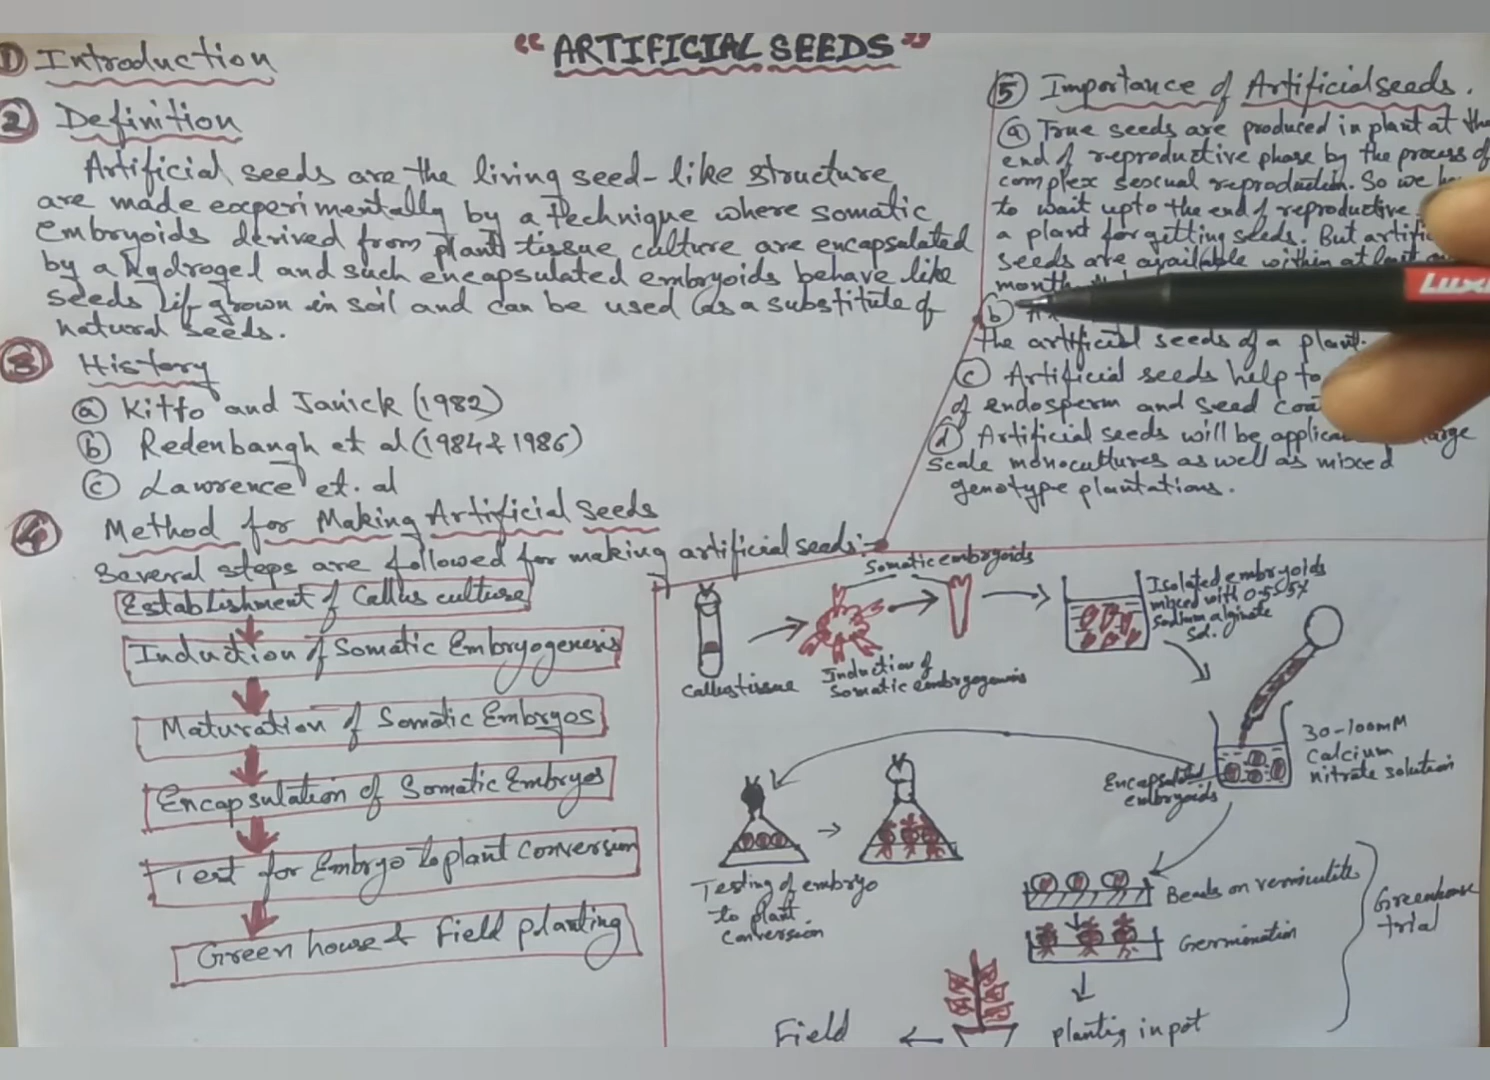 "ARTIFICIAL SEEDS"
① Introduction
② Definition
Artificial seeds are the living seed-like structure
are made experimentally by a technique where somatic
embryoids derived from plant tissue culture are encapsulated
by a hydrogel and such encapsulated embryoids behave like
seeds if grown in soil and can be used as a substitute of
natural seeds.
③ History
ⓐ Kitto and Janick (1982)
ⓑ Redenbangh et al (1984 & 1986)
ⓒ Lawrence et. al
④ Method for Making Artificial Seeds
Several steps are followed for making artificial seeds:→
Establishment of Callus culture
Induction of Somatic Embryogenesis
Maturation of Somatic Embryos
Encapsulation of Somatic Embryos
Test for Embryo to plant conversion
Green house & Field planting
⑤ Importance of Artificial seeds.
ⓐ True seeds are produced in plant at the
end of reproductive phase by the process of
complex sexual reproduction. So we
to wait upto the end of reproductive
a plant for getting seeds. But
seeds are available within atleast
month
ⓑ
the artificial seeds of a plant.
ⓒ Artificial seeds help to
of endosperm and seed
ⓓ Artificial seeds will be
scale monocultures as well as mixed
genotype plantations.
LUX
Somatic embryoids
Callus tissue
Induction of
Somatic embryogenesis
Isolated embryoids
mixed with 0.5-5%
Sodium alginate
Sol.
30-100mM
Calcium
nitrate solution
Encapsulated
embryoids
Testing of embryo
to plant
conversion
Beads on vermiculite
Germination
Greenhouse
trial
planting in pot
Field